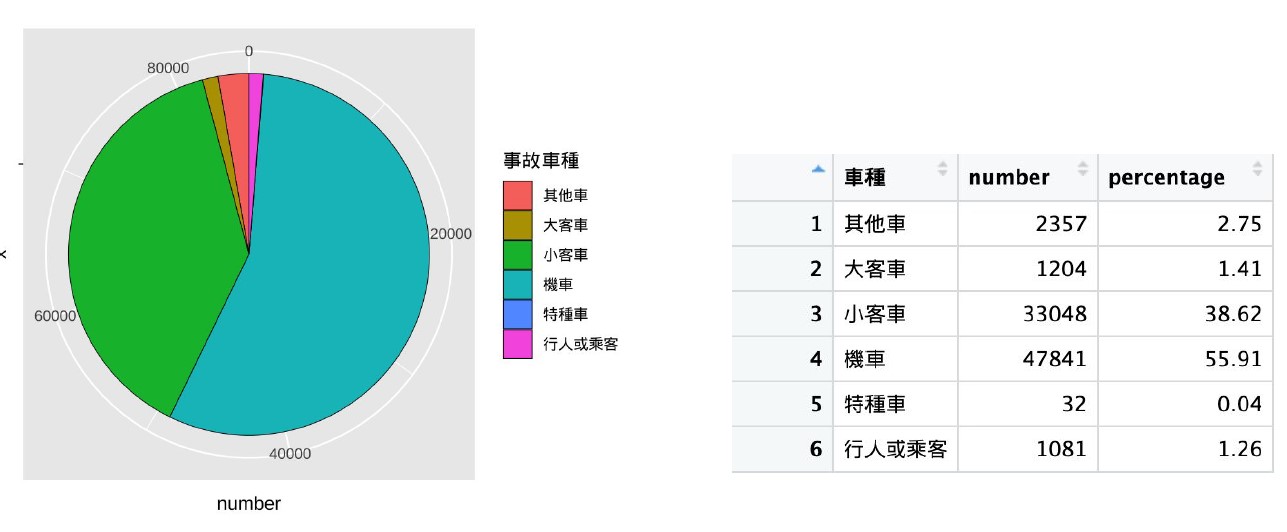 0
80000
20000
60000
40000
x
number
事故車種
其他車
大客車
小客車
機車
特種車
行人或乘客
車種 number percentage
1 其他車 2357 2.75
2 大客車 1204 1.41
3 小客車 33048 38.62
4 機車 47841 55.91
5 特種車 32 0.04
6 行人或乘客 1081 1.26